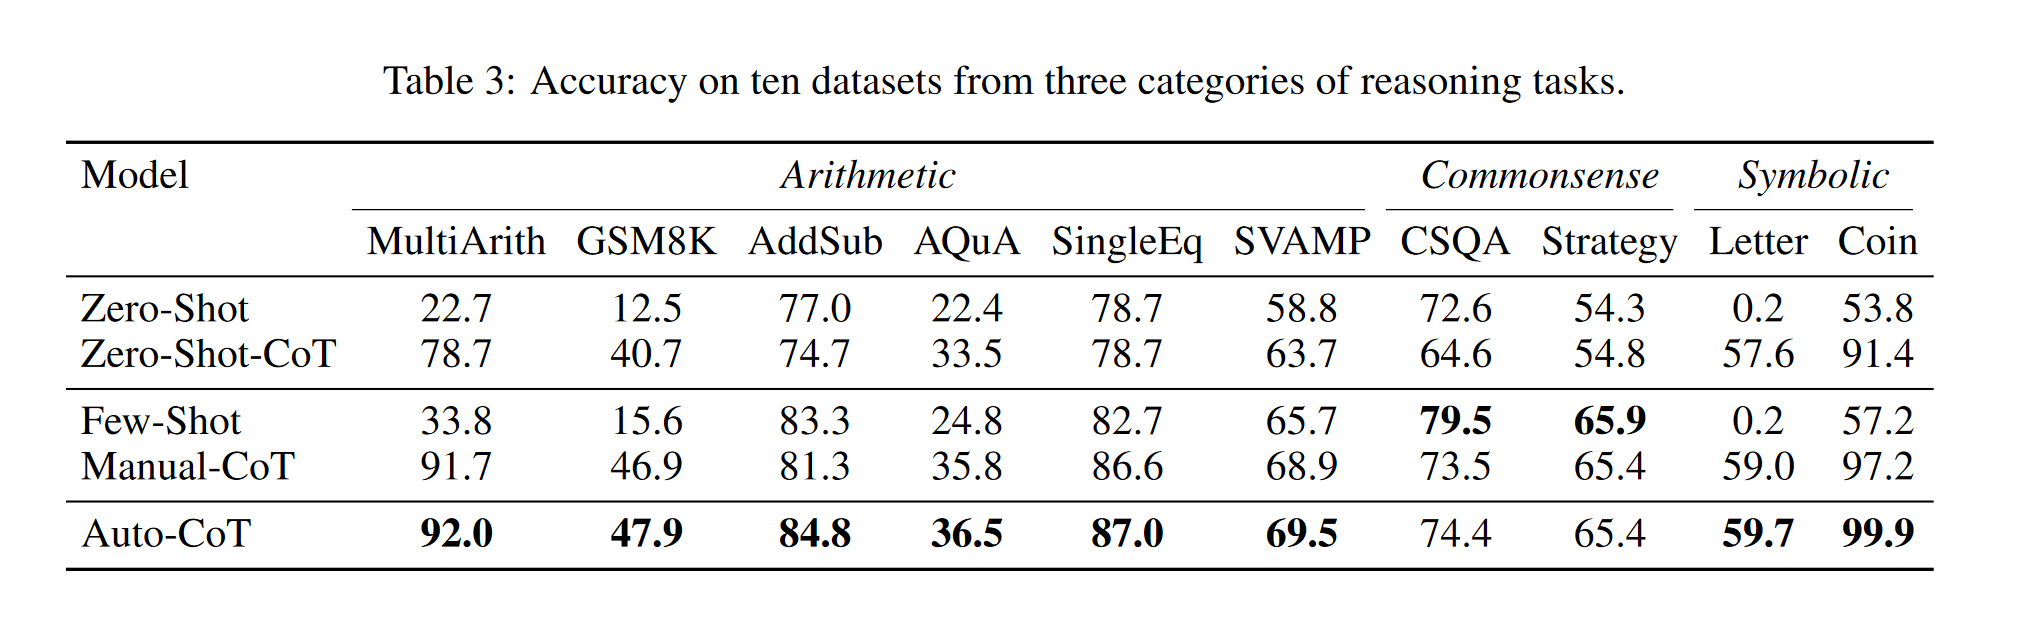 Table 3: Accuracy on ten datasets from three categories of reasoning tasks.
Model Arithmetic Commonsense Symbolic
MultiArith GSM8K AddSub AQuA SingleEq SVAMP CSQA Strategy Letter Coin
Zero-Shot 22.7 12.5 77.0 22.4 78.7 58.8 72.6 54.3 0.2 53.8
Zero-Shot-CoT 78.7 40.7 74.7 33.5 78.7 63.7 64.6 54.8 57.6 91.4
Few-Shot 33.8 15.6 83.3 24.8 82.7 65.7 79.5 65.9 0.2 57.2
Manual-CoT 91.7 46.9 81.3 35.8 86.6 68.9 73.5 65.4 59.0 97.2
Auto-CoT 92.0 47.9 84.8 36.5 87.0 69.5 74.4 65.4 59.7 99.9